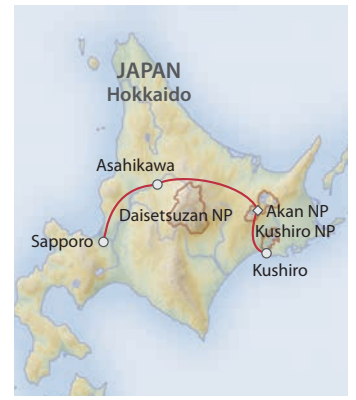 JAPAN
Hokkaido
Asahikawa
Daisetsuzan NP
Akan NP
Kushiro NP
Sapporo
Kushiro